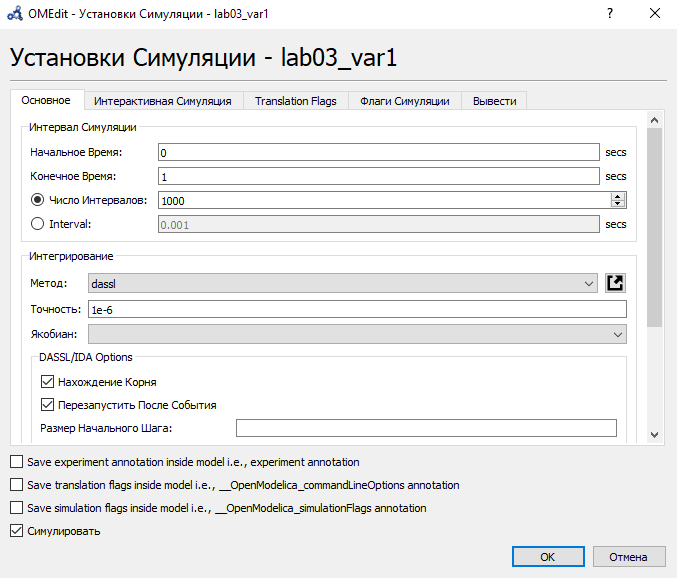 OMEdit - Установки Симуляции - lab03_var1
Установки Симуляции - lab03_var1
Основное Интерактивная Симуляция Translation Flags Флаги Симуляции Вывести
Интервал Симуляции
Начальное Время: 0 secs
Конечное Время: 1 secs
Число Интервалов: 1000
Interval: 0.001 secs
Интегрирование
Метод: dassl
Точность: 1e-6
Якобиан:
DASSL/IDA Options
Нахождение Корня
Перезапустить После События
Размер Начального Шага:
Save experiment annotation inside model i.e., experiment annotation
Save translation flags inside model i.e., __OpenModelica_commandLineOptions annotation
Save simulation flags inside model i.e., __OpenModelica_simulationFlags annotation
Симулировать
OK Отмена